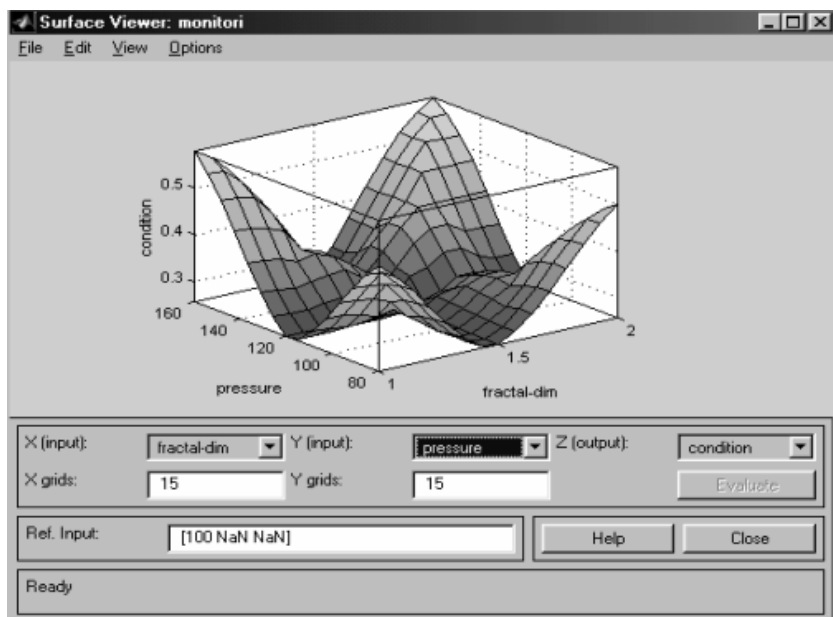 Surface Viewer: monitori
File Edit View Options
condition
0.5
0.4
0.3
160
140
120
100
80
pressure
1
1.5
2
fractal-dim
X (input): fractal-dim Y (input): pressure Z (output): condition
X grids: 15 Y grids: 15 Evaluate
Ref. Input: [100 NaN NaN] Help Close
Ready